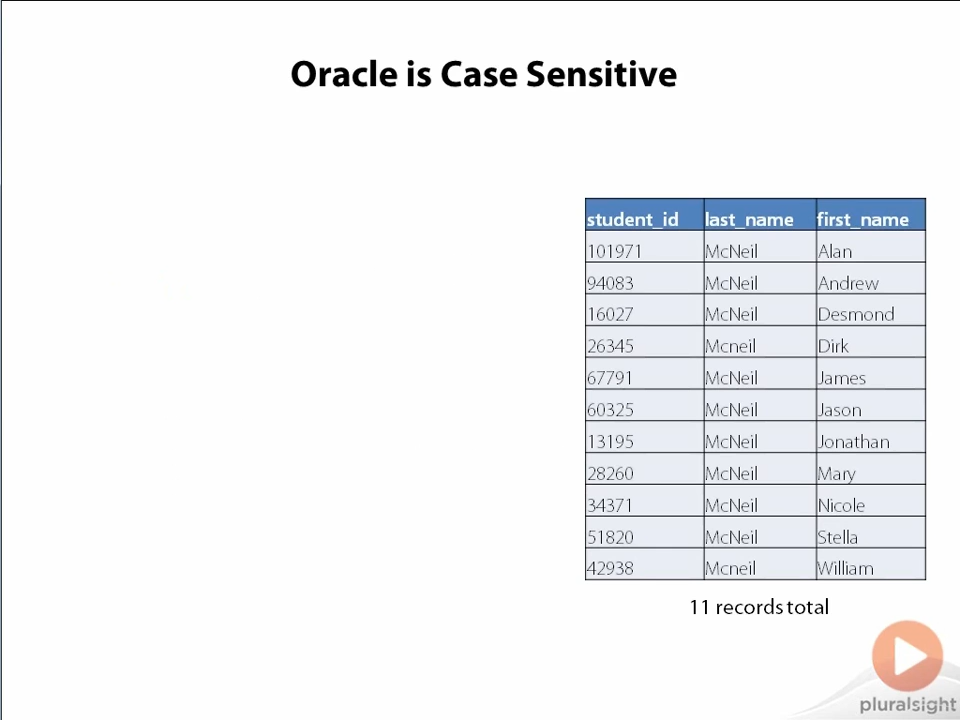 Oracle is Case Sensitive
student_id last_name first_name
101971 McNeil Alan
94083 McNeil Andrew
16027 McNeil Desmond
26345 Mcneil Dirk
67791 McNeil James
60325 McNeil Jason
13195 McNeil Jonathan
28260 McNeil Mary
34371 McNeil Nicole
51820 McNeil Stella
42938 Mcneil William
11 records total
pluralsight